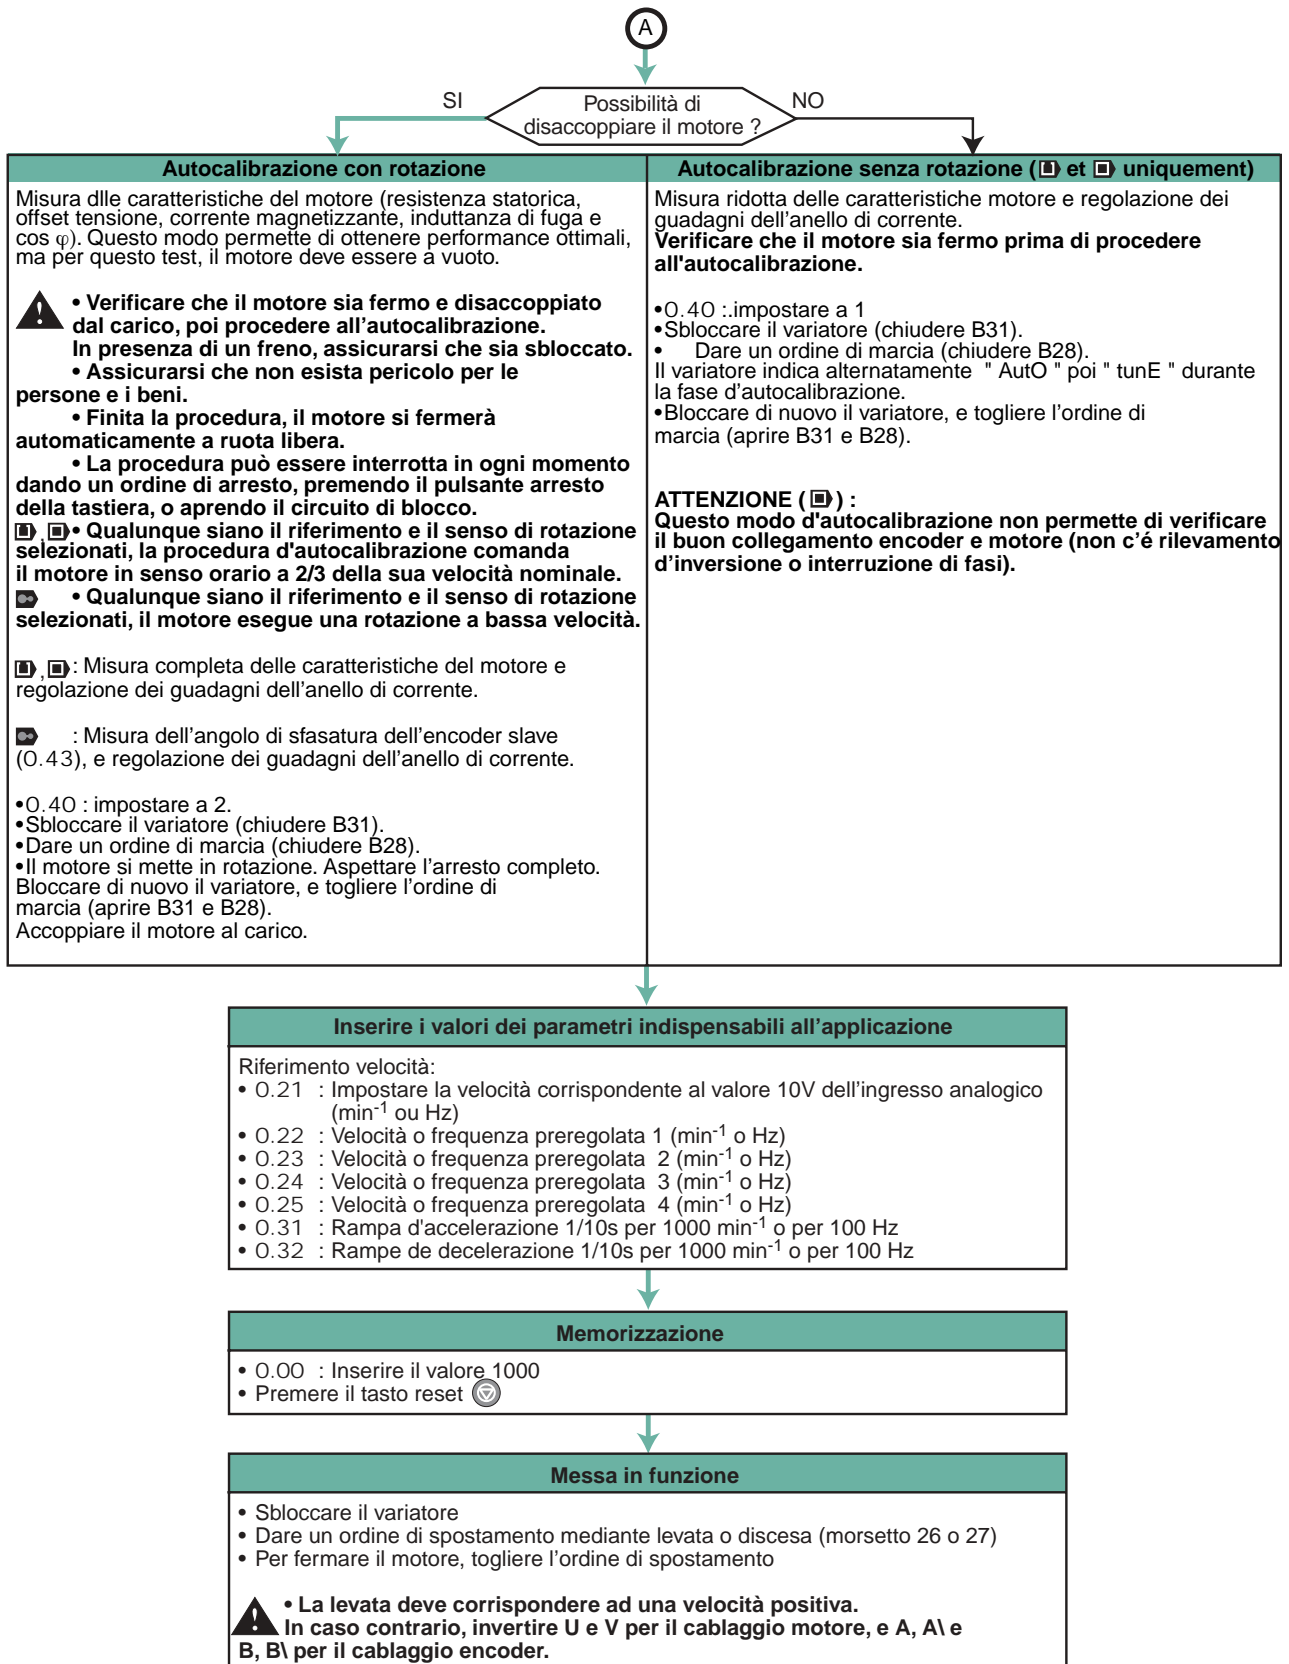 A
SI
Possibilità di
disaccoppiare il motore ?
NO
Autocalibrazione con rotazione
Misura dlle caratteristiche del motore (resistenza statorica,
offset tensione, corrente magnetizzante, induttanza di fuga e
cos φ). Questo modo permette di ottenere performance ottimali,
ma per questo test, il motore deve essere a vuoto.
• Verificare che il motore sia fermo e disaccoppiato
dal carico, poi procedere all'autocalibrazione.
In presenza di un freno, assicurarsi che sia sbloccato.
• Assicurarsi che non esista pericolo per le
persone e i beni.
• Finita la procedura, il motore si fermerà
automaticamente a ruota libera.
• La procedura può essere interrotta in ogni momento
dando un ordine di arresto, premendo il pulsante arresto
della tastiera, o aprendo il circuito di blocco.
, • Qualunque siano il riferimento e il senso di rotazione
selezionati, la procedura d'autocalibrazione comanda
il motore in senso orario a 2/3 della sua velocità nominale.
• Qualunque siano il riferimento e il senso di rotazione
selezionati, il motore esegue una rotazione a bassa velocità.
, : Misura completa delle caratteristiche del motore e
regolazione dei guadagni dell'anello di corrente.
: Misura dell'angolo di sfasatura dell'encoder slave
(0.43), e regolazione dei guadagni dell'anello di corrente.
•0.40 : impostare a 2.
•Sbloccare il variatore (chiudere B31).
•Dare un ordine di marcia (chiudere B28).
•Il motore si mette in rotazione. Aspettare l'arresto completo.
Bloccare di nuovo il variatore, e togliere l'ordine di
marcia (aprire B31 e B28).
Accoppiare il motore al carico.
Autocalibrazione senza rotazione ( et uniquement)
Misura ridotta delle caratteristiche motore e regolazione dei
guadagni dell'anello di corrente.
Verificare che il motore sia fermo prima di procedere
all'autocalibrazione.
•0.40 :.impostare a 1
•Sbloccare il variatore (chiudere B31).
• Dare un ordine di marcia (chiudere B28).
Il variatore indica alternatamente " AutO " poi " tunE " durante
la fase d'autocalibrazione.
•Bloccare di nuovo il variatore, e togliere l'ordine di
marcia (aprire B31 e B28).
ATTENZIONE ( ) :
Questo modo d'autocalibrazione non permette di verificare
il buon collegamento encoder e motore (non c'é rilevamento
d'inversione o interruzione di fasi).
Inserire i valori dei parametri indispensabili all'applicazione
Riferimento velocità:
• 0.21 : Impostare la velocità corrispondente al valore 10V dell'ingresso analogico
(min-1 ou Hz)
• 0.22 : Velocità o frequenza preregolata 1 (min-1 o Hz)
• 0.23 : Velocità o frequenza preregolata 2 (min-1 o Hz)
• 0.24 : Velocità o frequenza preregolata 3 (min-1 o Hz)
• 0.25 : Velocità o frequenza preregolata 4 (min-1 o Hz)
• 0.31 : Rampa d'accelerazione 1/10s per 1000 min-1 o per 100 Hz
• 0.32 : Rampe de decelerazione 1/10s per 1000 min-1 o per 100 Hz
Memorizzazione
• 0.00 : Inserire il valore 1000
• Premere il tasto reset
Messa in funzione
• Sbloccare il variatore
• Dare un ordine di spostamento mediante levata o discesa (morsetto 26 o 27)
• Per fermare il motore, togliere l'ordine di spostamento
• La levata deve corrispondere ad una velocità positiva.
In caso contrario, invertire U e V per il cablaggio motore, e A, A\ e
B, B\ per il cablaggio encoder.